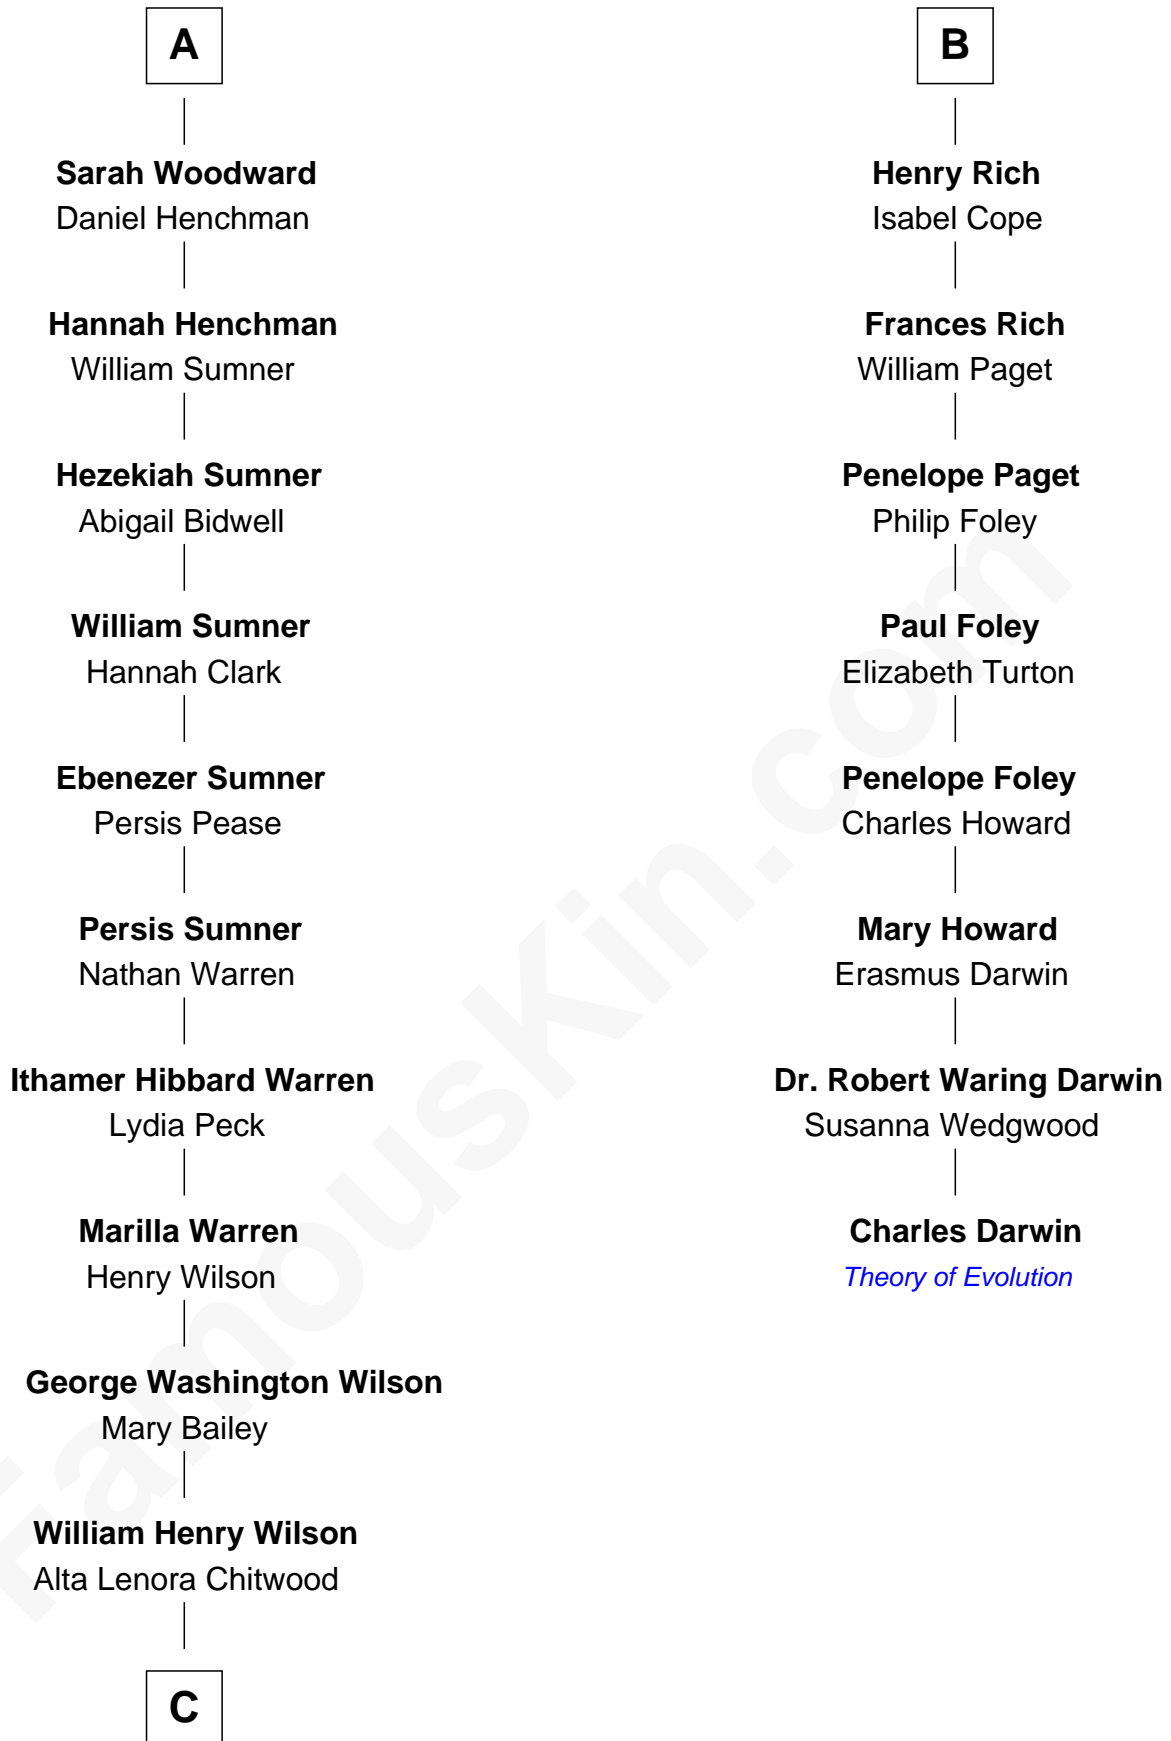 A
Sarah Woodward
Daniel Henchman
Hannah Henchman
William Sumner
Hezekiah Sumner
Abigail Bidwell
William Sumner
Hannah Clark
Ebenezer Sumner
Persis Pease
Persis Sumner
Nathan Warren
Ithamer Hibbard Warren
Lydia Peck
Marilla Warren
Henry Wilson
George Washington Wilson
Mary Bailey
William Henry Wilson
Alta Lenora Chitwood
C
B
Henry Rich
Isabel Cope
Frances Rich
William Paget
Penelope Paget
Philip Foley
Paul Foley
Elizabeth Turton
Penelope Foley
Charles Howard
Mary Howard
Erasmus Darwin
Dr. Robert Waring Darwin
Susanna Wedgwood
Charles Darwin
Theory of Evolution
FamousKin.com